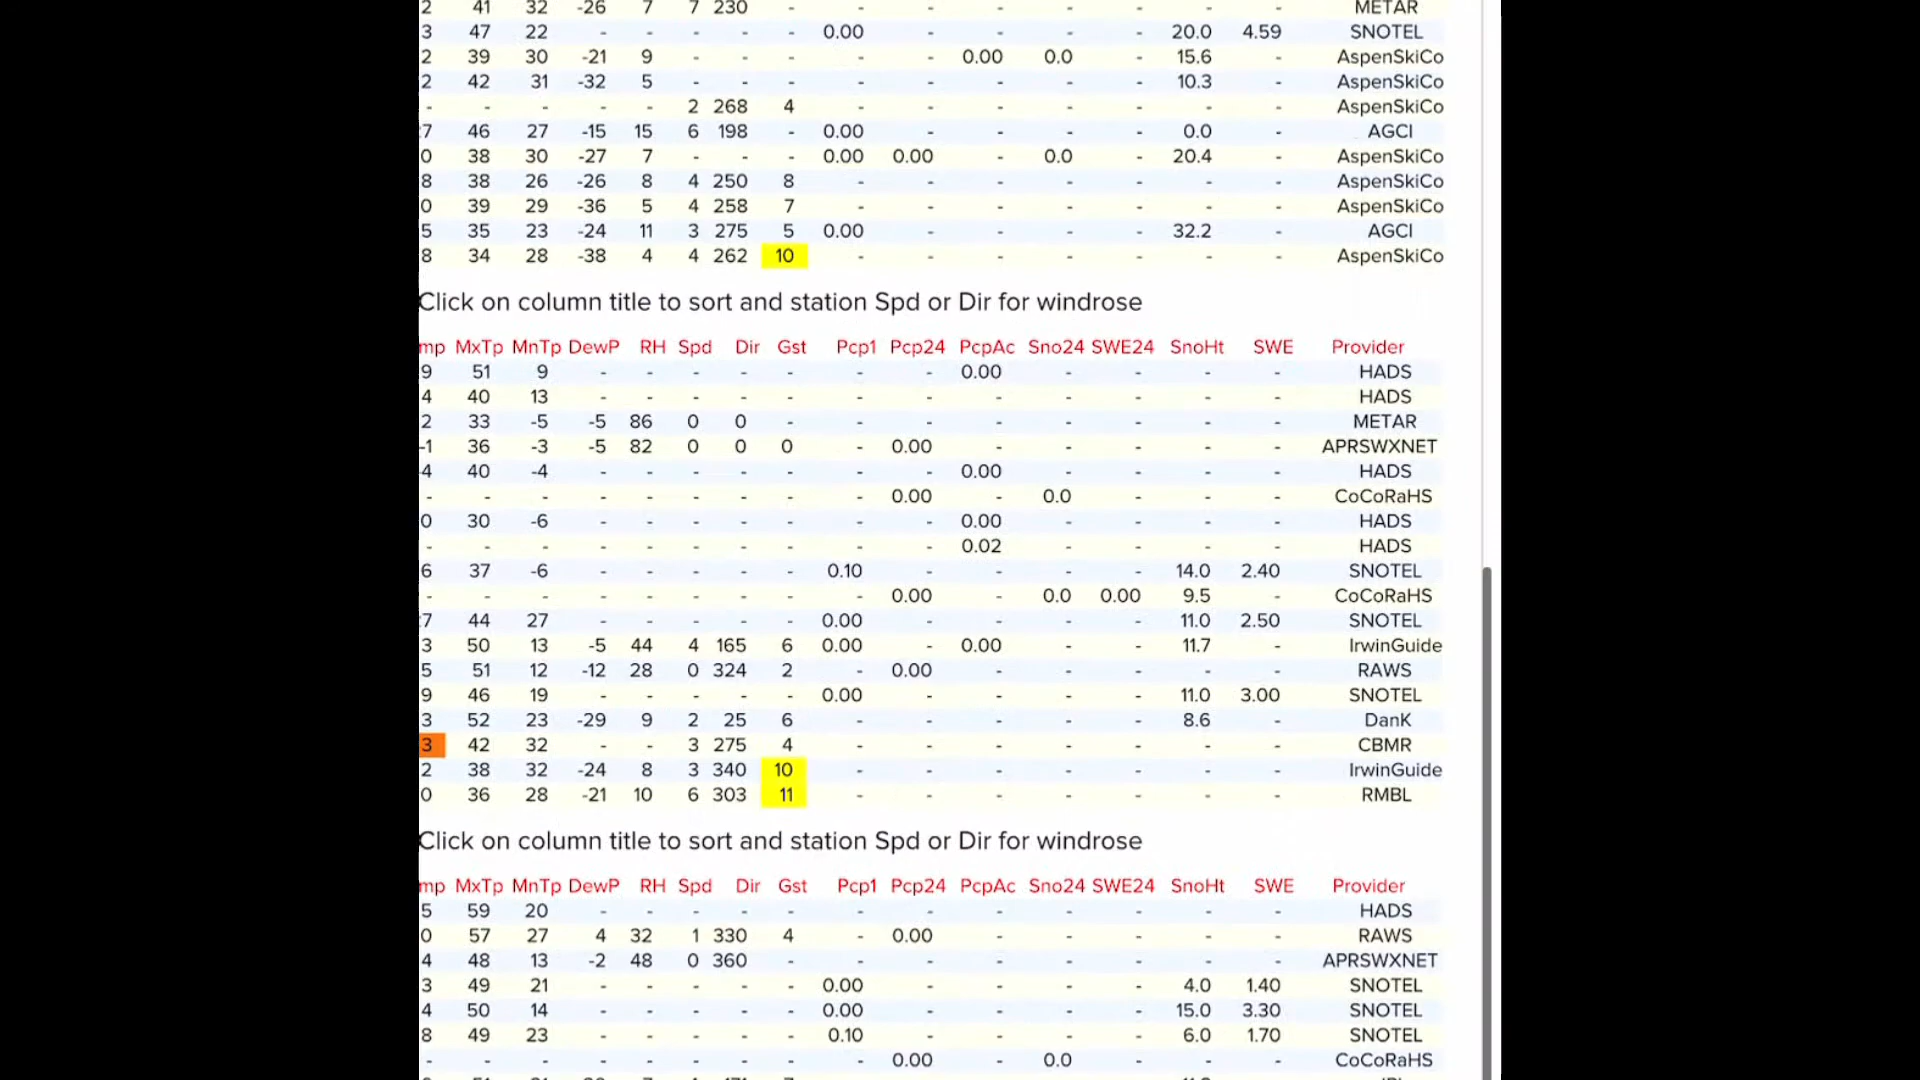 2 41 32 -26 7 7 230 - - - - - - - - METAR
3 47 22 - - - - - 0.00 - - - - 20.0 4.59 SNOTEL
2 39 30 -21 9 - - - - - 0.00 0.0 - 15.6 - AspenSkiCo
2 42 31 -32 5 - - - - - - - - 10.3 - AspenSkiCo
- - - - - 2 268 4 - - - - - - - AspenSkiCo
7 46 27 -15 15 6 198 - 0.00 - - - - 0.0 - AGCI
0 38 30 -27 7 - - - 0.00 0.00 - 0.0 - 20.4 - AspenSkiCo
8 38 26 -26 8 4 250 8 - - - - - - - AspenSkiCo
0 39 29 -36 5 4 258 7 - - - - - - - AspenSkiCo
5 35 23 -24 11 3 275 5 0.00 - - - - 32.2 - AGCI
8 34 28 -38 4 4 262 10 - - - - - - - AspenSkiCo
Click on column title to sort and station Spd or Dir for windrose
mp MxTp MnTp DewP RH Spd Dir Gst Pcp1 Pcp24 PcpAc Sno24 SWE24 SnoHt SWE Provider
9 51 9 - - - - - - - 0.00 - - - - HADS
4 40 13 - - - - - - - - - - - - HADS
2 33 -5 -5 86 0 0 - - - - - - - - METAR
-1 36 -3 -5 82 0 0 0 - 0.00 - - - - - APRSWXNET
4 40 -4 - - - - - - - 0.00 - - - - HADS
- - - - - - - - - 0.00 - 0.0 - - - CoCoRaHS
0 30 -6 - - - - - - - 0.00 - - - - HADS
- - - - - - - - - - 0.02 - - - - HADS
6 37 -6 - - - - - 0.10 - - - - 14.0 2.40 SNOTEL
- - - - - - - - - 0.00 - 0.0 0.00 9.5 - CoCoRaHS
7 44 27 - - - - - 0.00 - - - - 11.0 2.50 SNOTEL
3 50 13 -5 44 4 165 6 0.00 - 0.00 - - 11.7 - IrwinGuide
5 51 12 -12 28 0 324 2 - 0.00 - - - - - RAWS
9 46 19 - - - - - 0.00 - - - - 11.0 3.00 SNOTEL
3 52 23 -29 9 2 25 6 - - - - - 8.6 - DanK
3 42 32 - - 3 275 4 - - - - - - - CBMR
2 38 32 -24 8 3 340 10 - - - - - - - IrwinGuide
0 36 28 -21 10 6 303 11 - - - - - - - RMBL
Click on column title to sort and station Spd or Dir for windrose
mp MxTp MnTp DewP RH Spd Dir Gst Pcp1 Pcp24 PcpAc Sno24 SWE24 SnoHt SWE Provider
5 59 20 - - - - - - - - - - - - HADS
0 57 27 4 32 1 330 4 - 0.00 - - - - - RAWS
4 48 13 -2 48 0 360 - - - - - - - - APRSWXNET
3 49 21 - - - - - 0.00 - - - - 4.0 1.40 SNOTEL
4 50 14 - - - - - 0.00 - - - - 15.0 3.30 SNOTEL
8 49 23 - - - - - 0.10 - - - - 6.0 1.70 SNOTEL
- - - - - - - - - 0.00 - 0.0 - - - CoCoRaHS